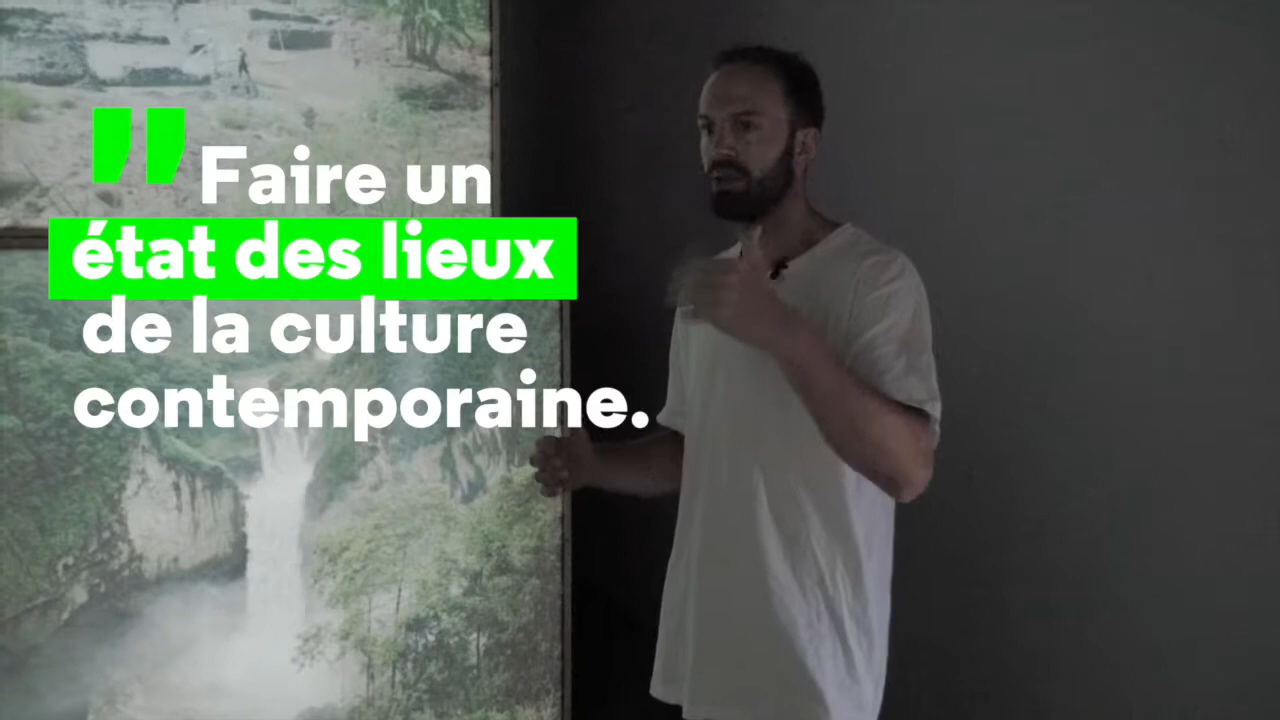 " Faire un
état des lieux
de la culture
contemporaine.